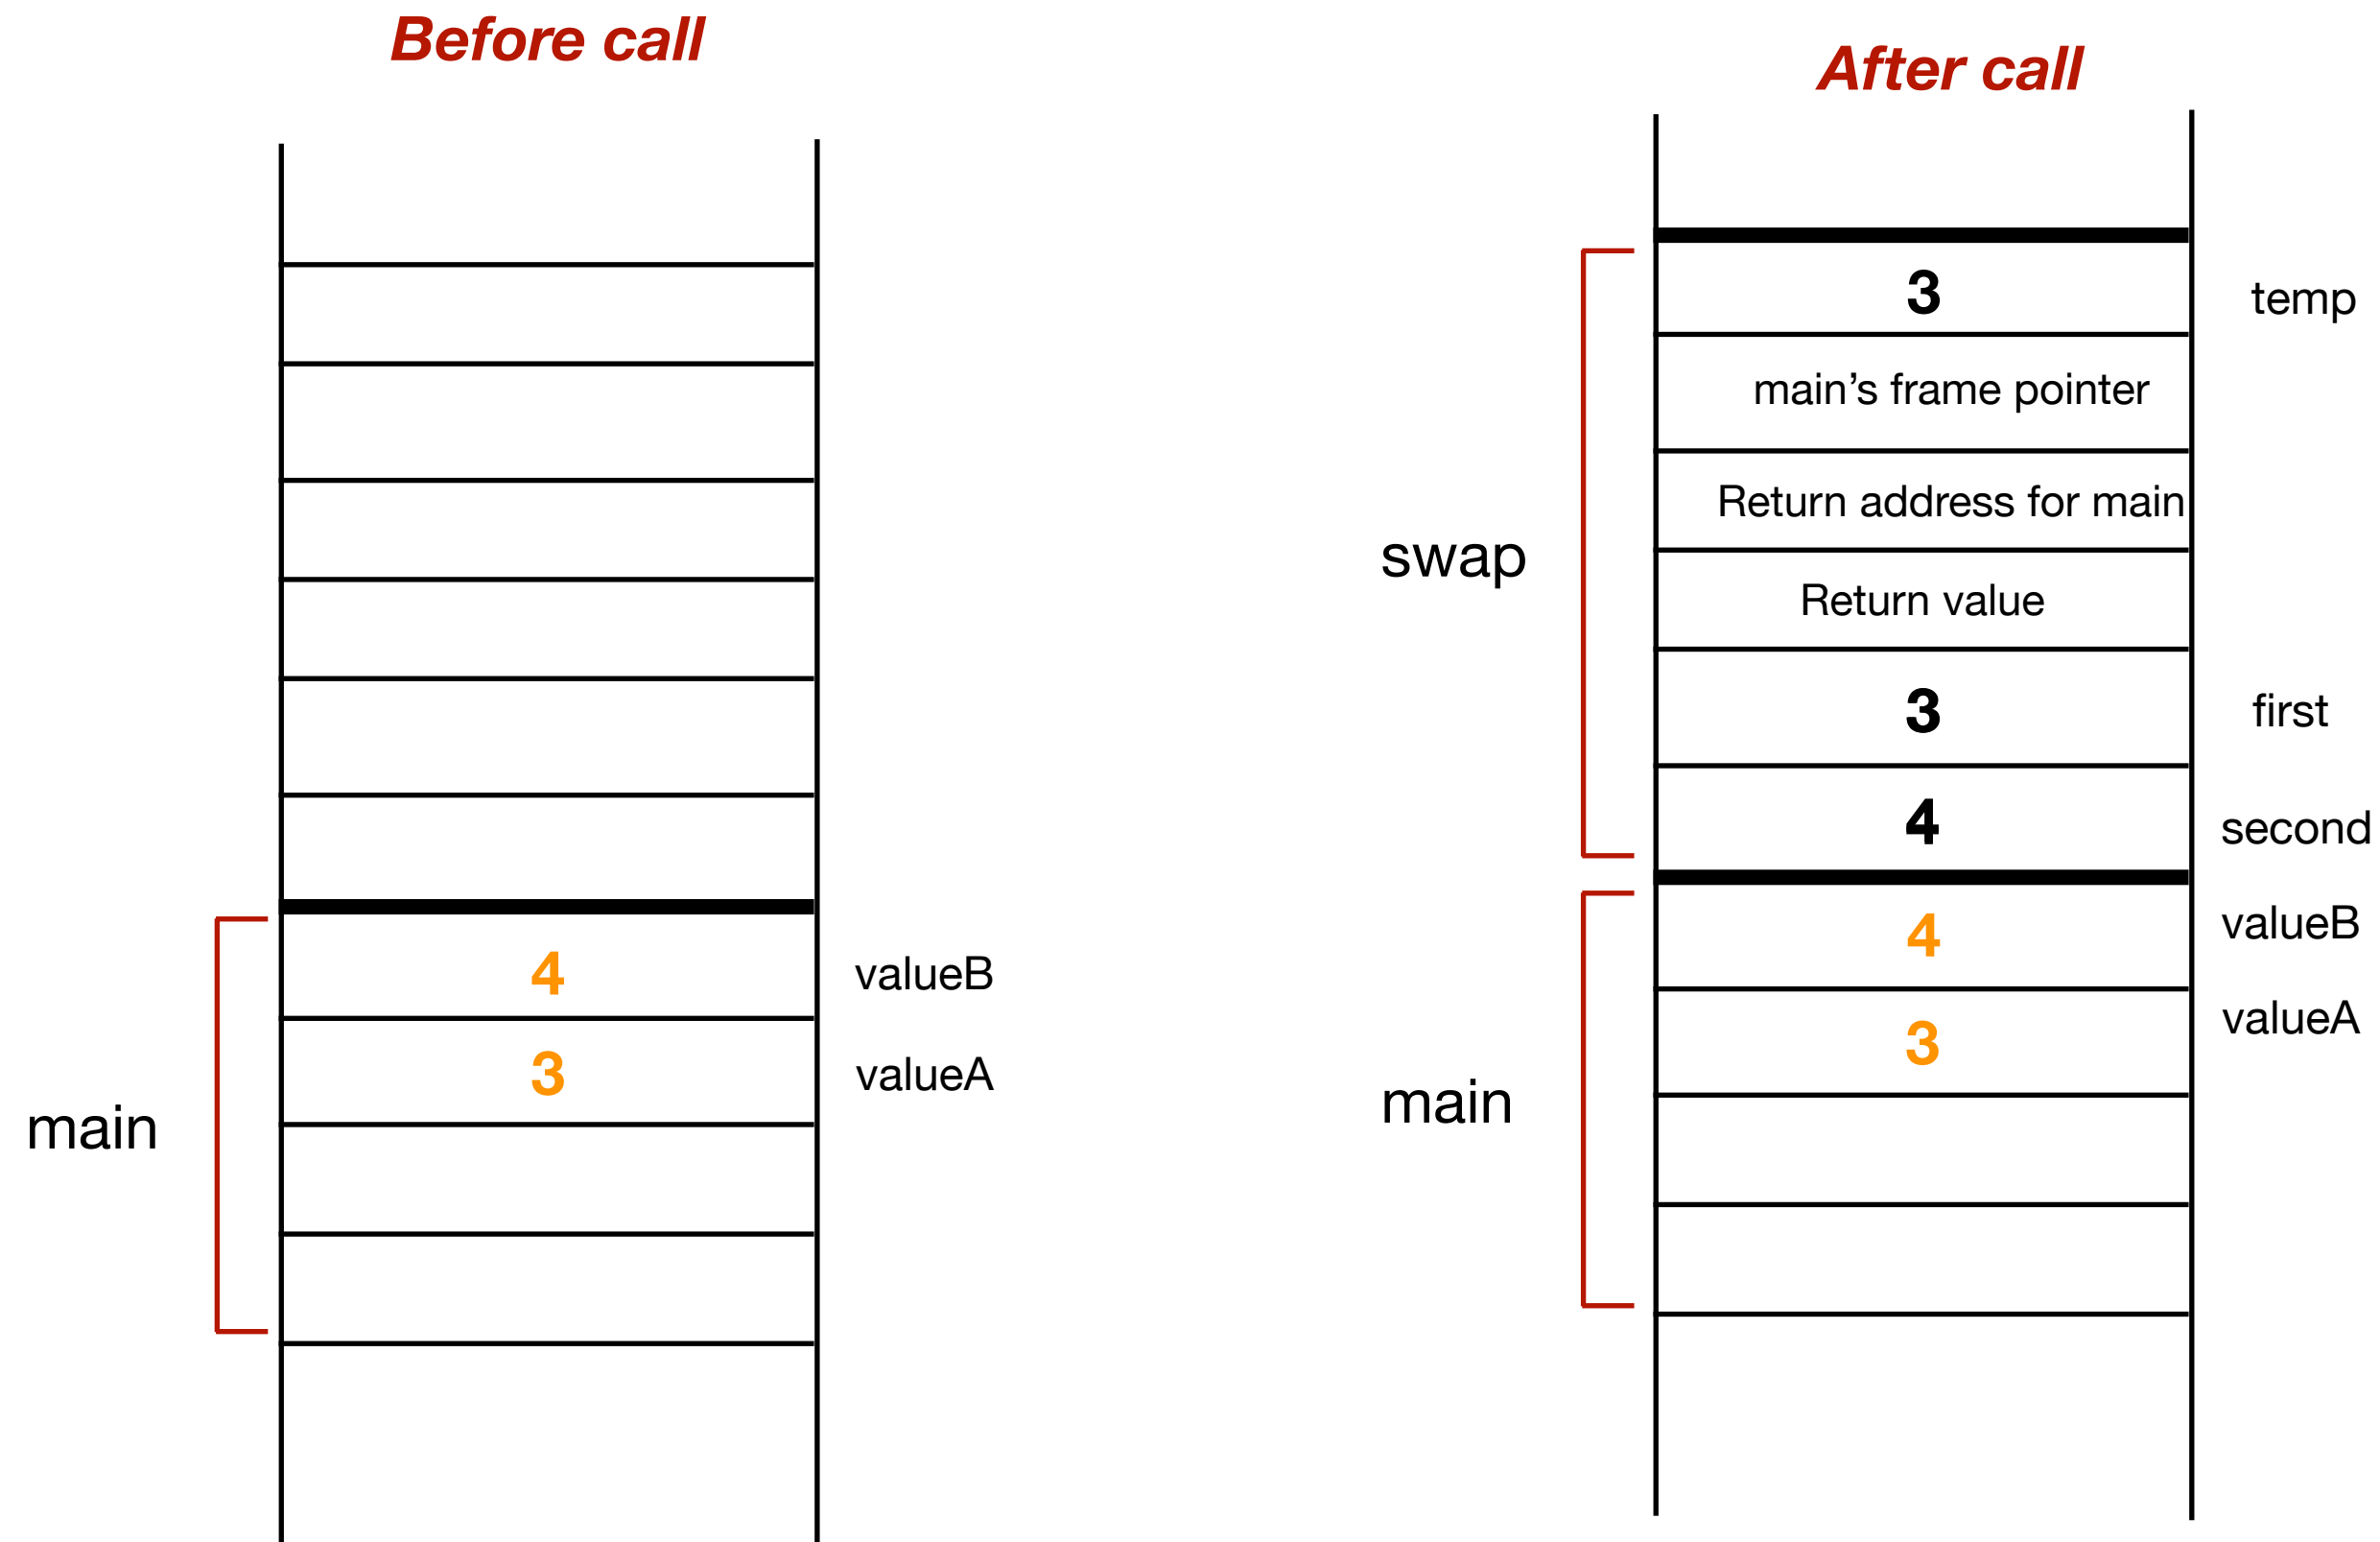 Before call
4
valueB
3
valueA
main
After call
3
temp
main’s frame pointer
Return address for main
swap
Return value
3
first
4
second
4
valueB
3
valueA
main